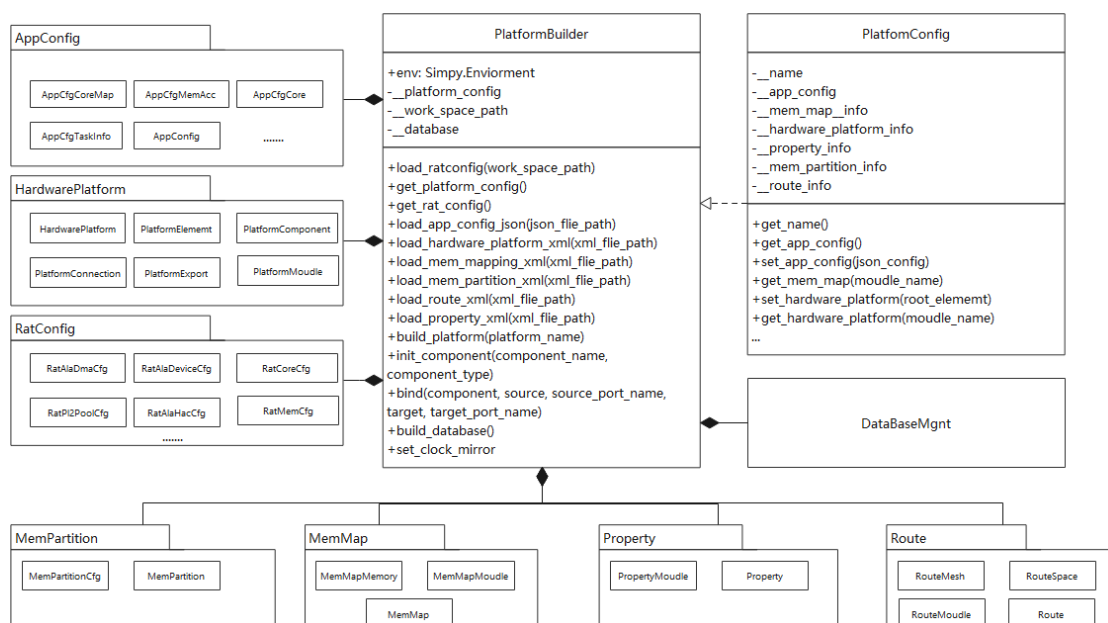 AppConfig
AppCfgCoreMap
AppCfgMemAcc
AppCfgCore
AppCfgTaskInfo
AppConfig
.......
HardwarePlatform
HardwarePlatform
PlatformElememt
PlatformComponent
PlatformConnection
PlatformExport
PlatformMoudle
RatConfig
RatAlaDmaCfg
RatAlaDeviceCfg
RatCoreCfg
RatPl2PoolCfg
RatAlaHacCfg
RatMemCfg
.......
PlatformBuilder
+env: Simpy.Enviorment
-__platform_config
-__work_space_path
-__database
+load_ratconfig(work_space_path)
+get_platform_config()
+get_rat_config()
+load_app_config_json(json_flie_path)
+load_hardware_platform_xml(xml_flie_path)
+load_mem_mapping_xml(xml_flie_path)
+load_mem_partition_xml(xml_flie_path)
+load_route_xml(xml_flie_path)
+load_property_xml(xml_flie_path)
+build_platform(platform_name)
+init_component(component_name,
component_type)
+bind(component, source, source_port_name,
target, target_port_name)
+build_database()
+set_clock_mirror
PlatfomConfig
-__name
-__app_config
-__mem_map__info
-__hardware_platform_info
-__property_info
-__mem_partition_info
-__route_info
+get_name()
+get_app_config()
+set_app_config(json_config)
+get_mem_map(moudle_name)
+set_hardware_platform(root_elememt)
+get_hardware_platform(moudle_name)
...
DataBaseMgnt
MemPartition
MemPartitionCfg
MemPartition
MemMap
MemMapMemory
MemMapMoudle
MemMap
Property
PropertyMoudle
Property
Route
RouteMesh
RouteSpace
RouteMoudle
Route